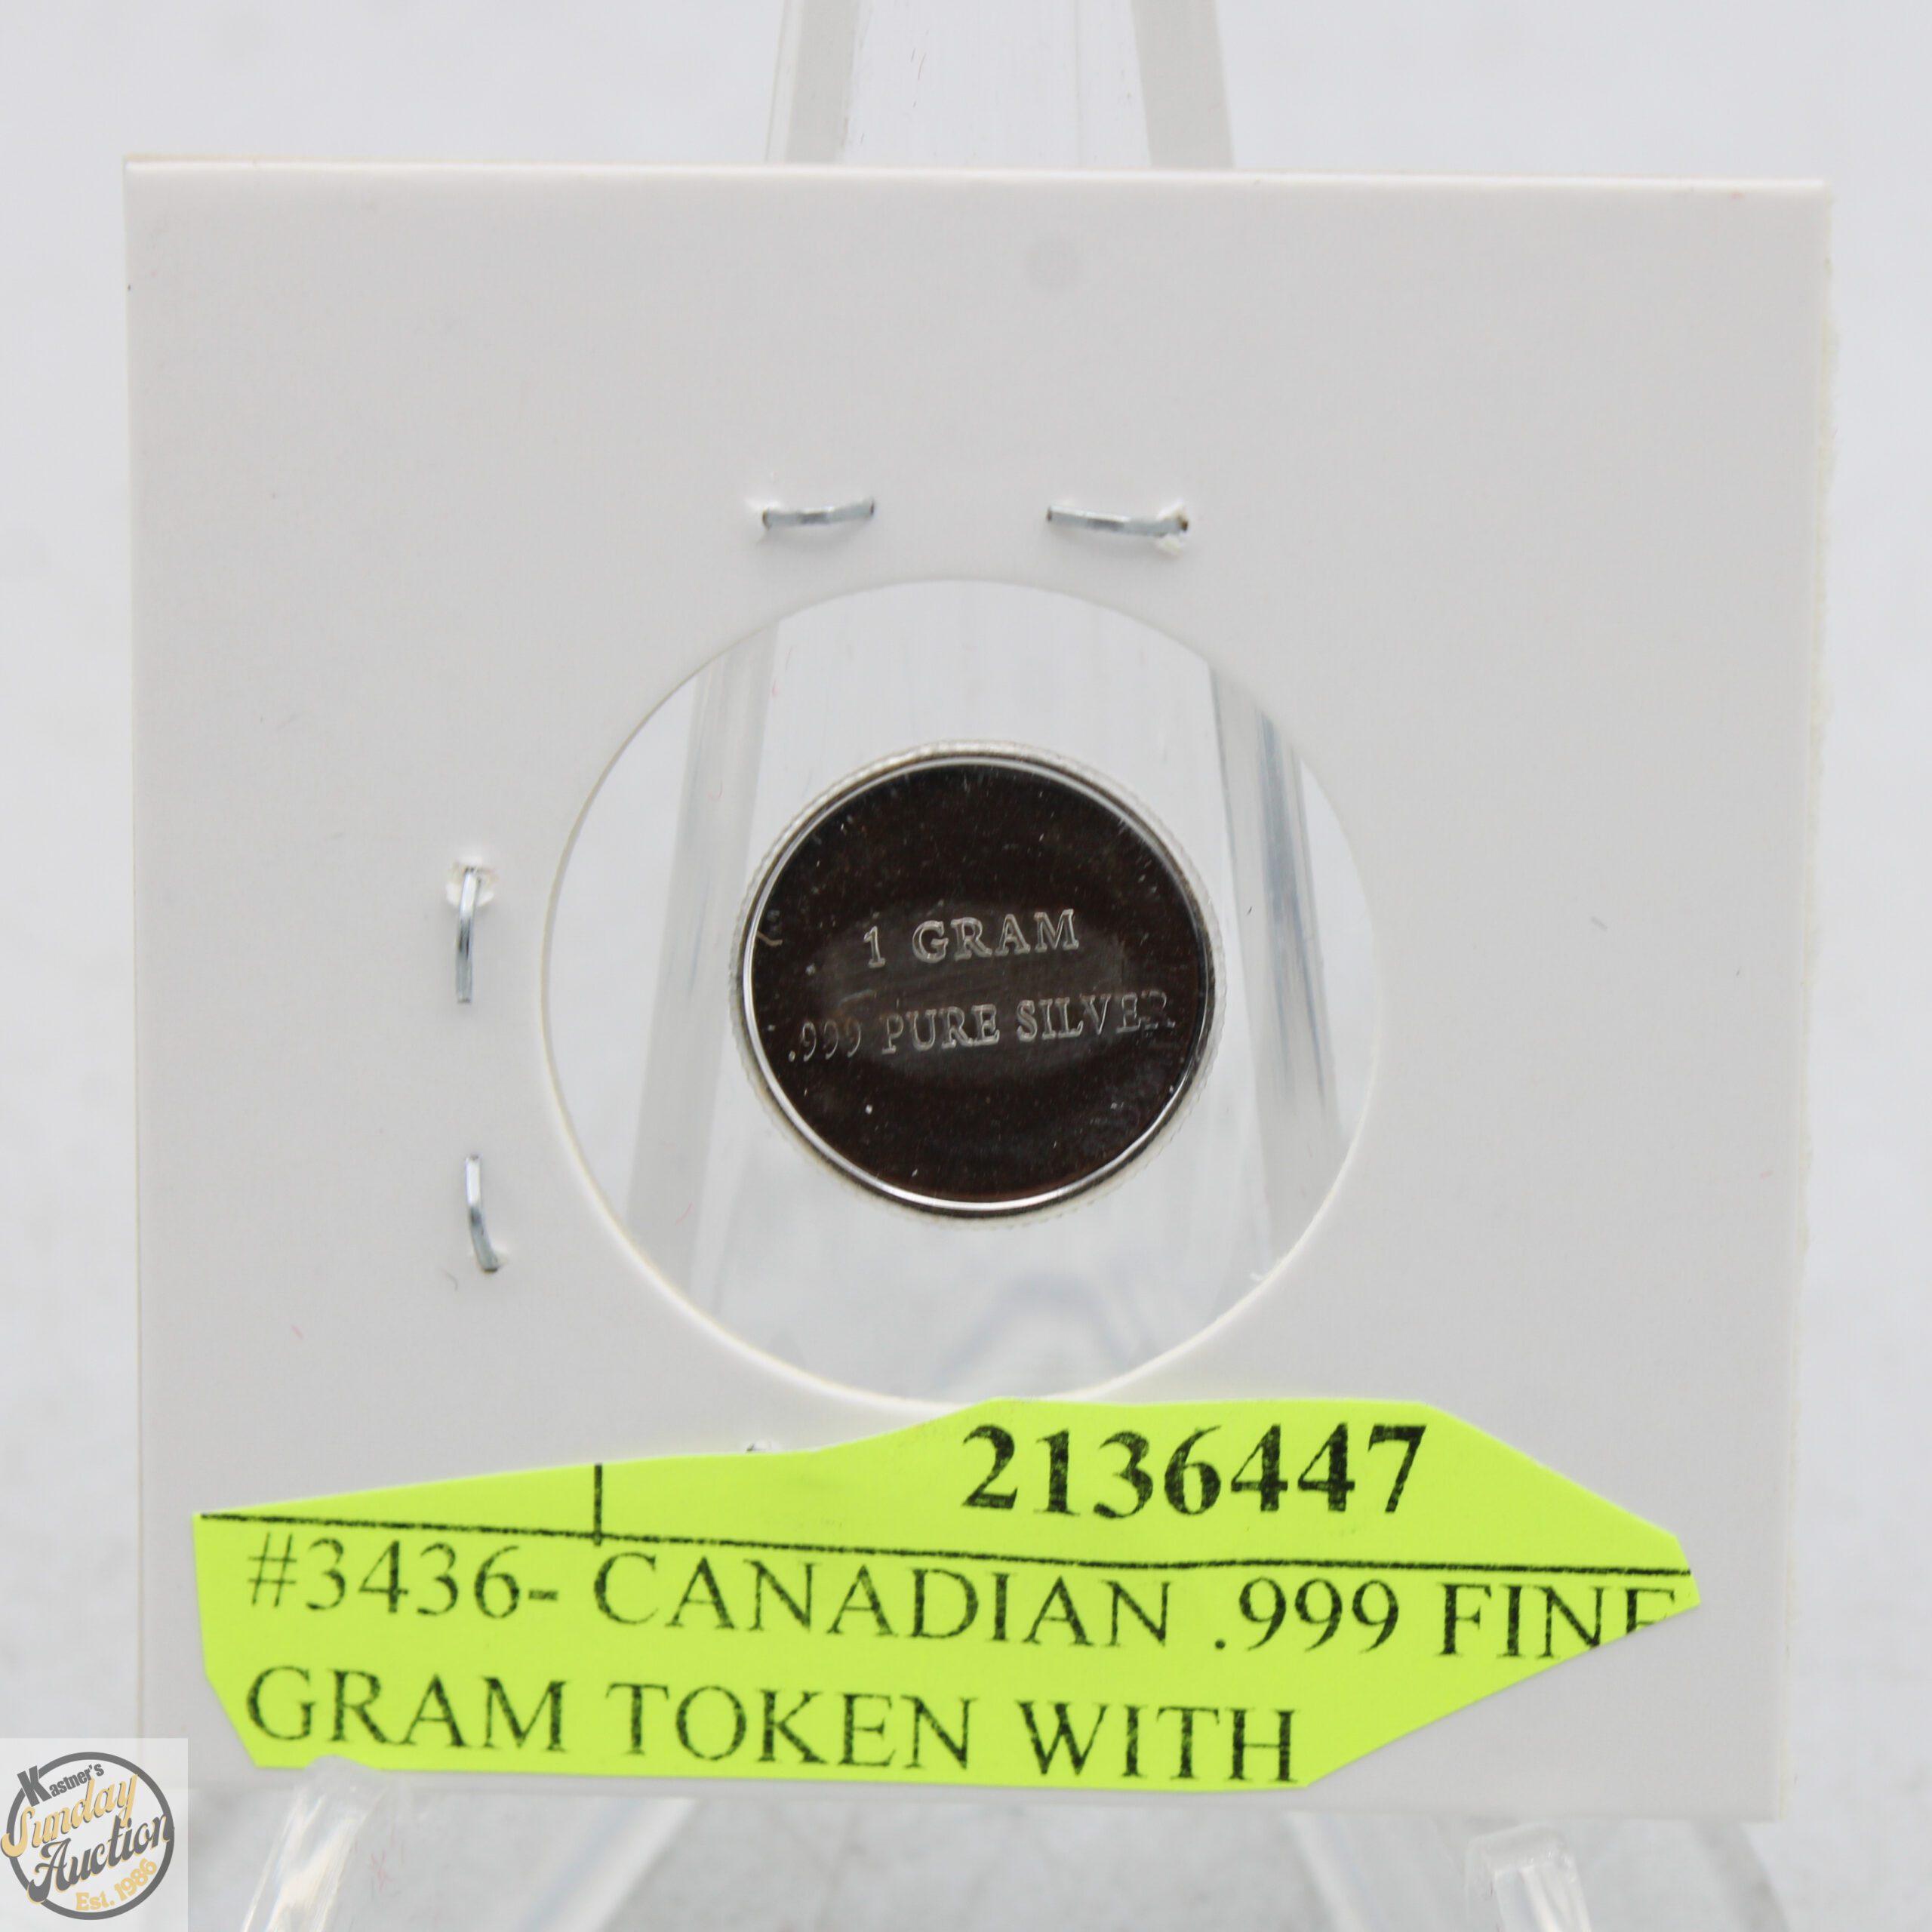 1 GRAM
.999 PURE SILVER
2136447
#3436- CANADIAN .999 FINE
GRAM TOKEN WITH
Kastner's
Sunday
Auction
Est. 1986